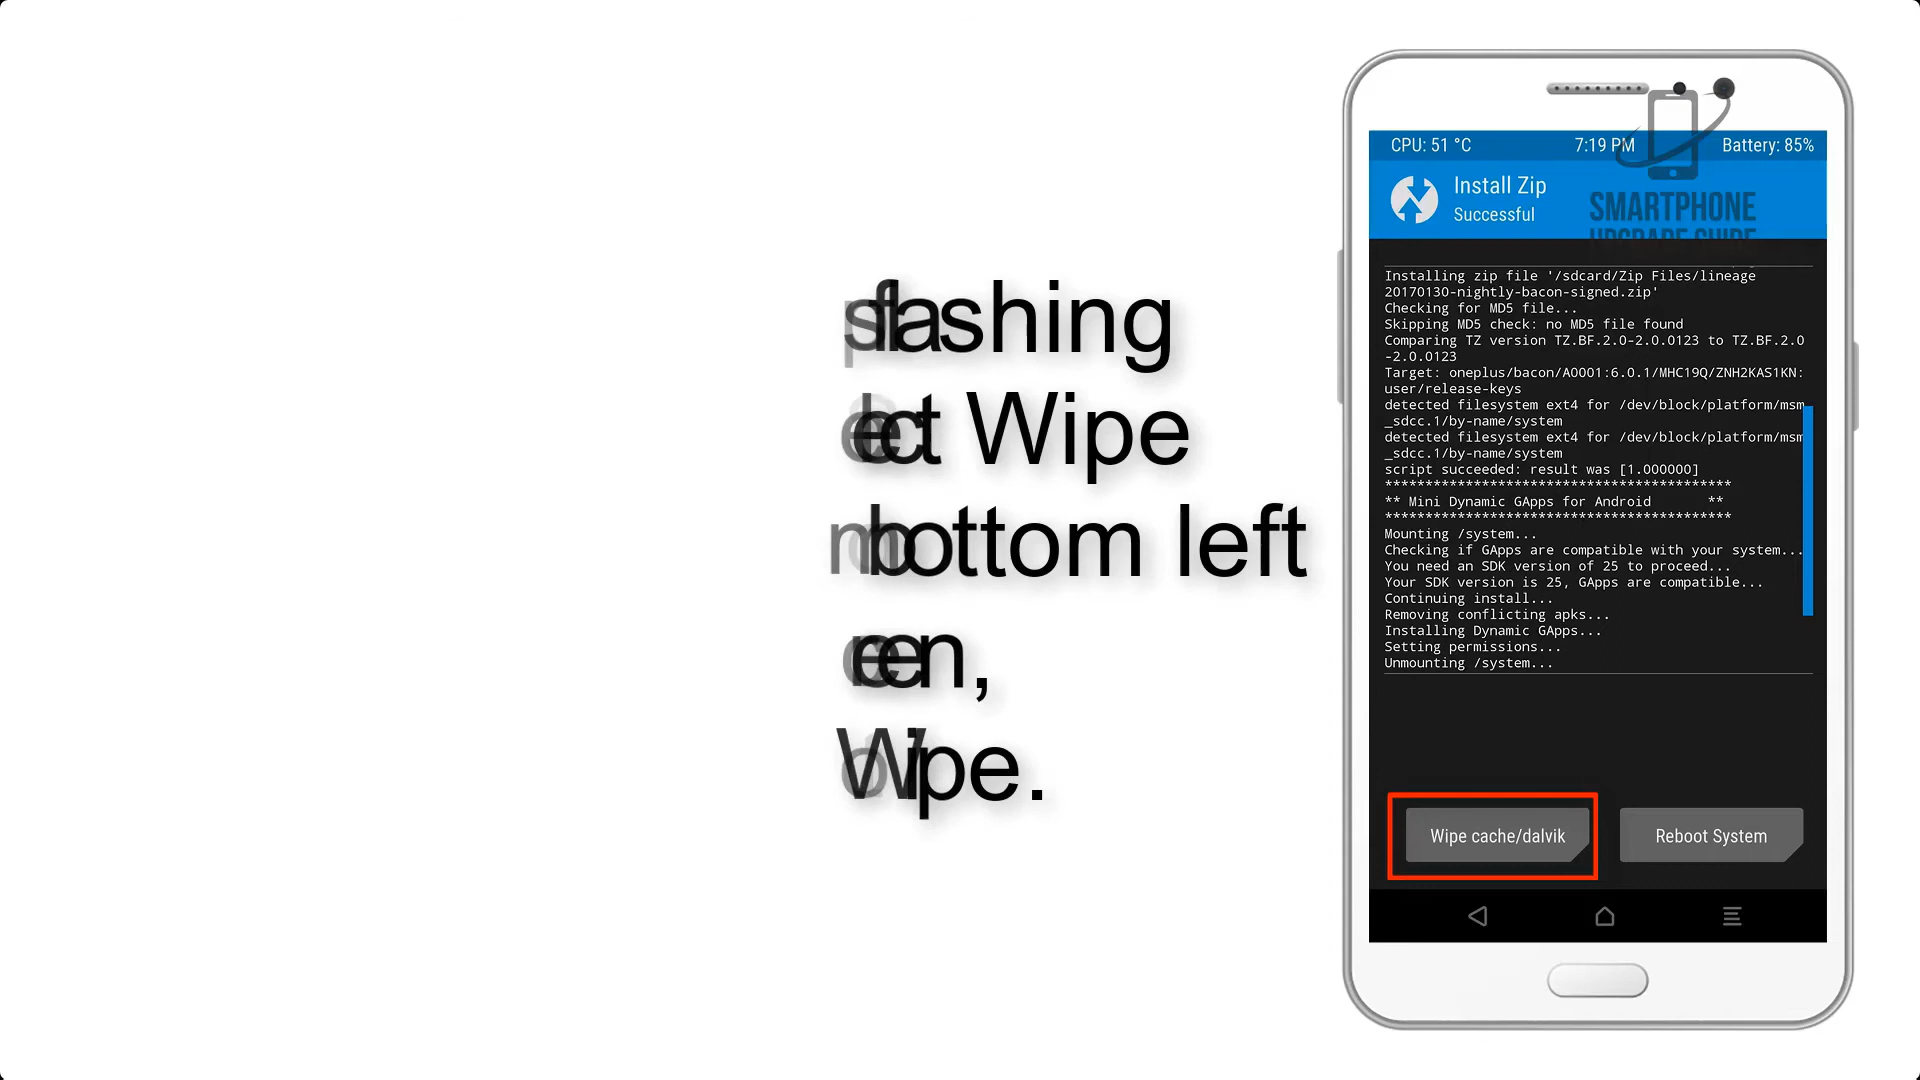 flashing
Wipe
bottom left
Wipe.
CPU: 51 °C 7:19 PM Battery: 85%
Install Zip
Successful
SMARTPHONE
UPGRADE GUIDE
Installing zip file '/sdcard/Zip Files/lineage
20170130-nightly-bacon-signed.zip'
Checking for MD5 file...
Skipping MD5 check: no MD5 file found
Comparing TZ version TZ.BF.2.0-2.0.0123 to TZ.BF.2.0
-2.0.0123
Target: oneplus/bacon/A0001:6.0.1/MHC19Q/ZNH2KAS1KN:
user/release-keys
detected filesystem ext4 for /dev/block/platform/msm
_sdcc.1/by-name/system
detected filesystem ext4 for /dev/block/platform/msm
_sdcc.1/by-name/system
script succeeded: result was [1.000000]
*******************************************
** Mini Dynamic GApps for Android **
*******************************************
Mounting /system...
Checking if GApps are compatible with your system...
You need an SDK version of 25 to proceed...
Your SDK version is 25, GApps are compatible...
Continuing install...
Removing conflicting apks...
Installing Dynamic GApps...
Setting permissions...
Unmounting /system...
Wipe cache/dalvik
Reboot System